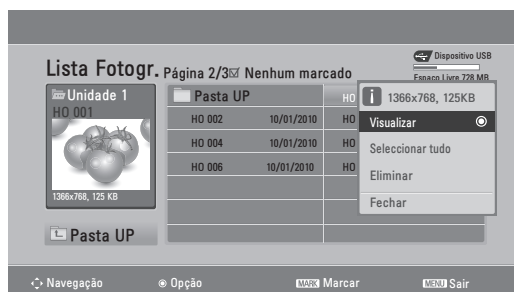 Lista Fotogr. Página 2/3 Nenhum marcado
Dispositivo USB
Espaço Livre 728 MB
Unidade 1
HO 001
1366x768, 125 KB
Pasta UP
Pasta UP
HO 002 10/01/2010 HO
HO 004 10/01/2010 HO
HO 006 10/01/2010 HO
HO
i 1366x768, 125KB
Visualizar
Seleccionar tudo
Eliminar
Fechar
Navegação Opção MARK Marcar MENU Sair